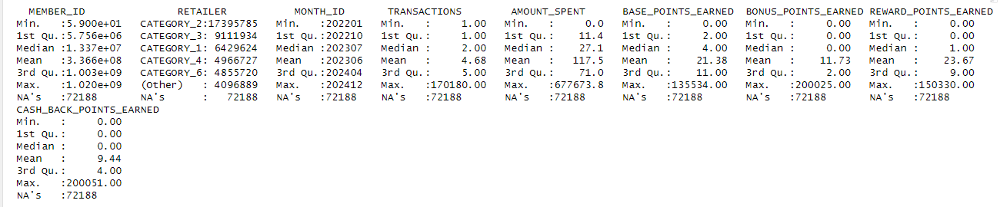 MEMBER_ID            RETAILER           MONTH_ID       TRANSACTIONS        AMOUNT_SPENT      BASE_POINTS_EARNED  BONUS_POINTS_EARNED REWARD_POINTS_EARNED
Min.   :5.900e+01   CATEGORY_2:17395785   Min.   :202201   Min.   :     1.00   Min.   :     0.0   Min.   :     0.00   Min.   :     0.00   Min.   :     0.00
1st Qu.:5.756e+06   CATEGORY_3: 9111934   1st Qu.:202210   1st Qu.:     1.00   1st Qu.:    11.4   1st Qu.:     2.00   1st Qu.:     0.00   1st Qu.:     0.00
Median :1.337e+07   CATEGORY_1: 6429624   Median :202307   Median :     2.00   Median :    27.1   Median :     4.00   Median :     0.00   Median :     1.00
Mean   :3.366e+08   CATEGORY_4: 4966727   Mean   :202306   Mean   :     4.68   Mean   :   117.5   Mean   :    21.38   Mean   :    11.73   Mean   :    23.67
3rd Qu.:1.003e+09   CATEGORY_6: 4855720   3rd Qu.:202404   3rd Qu.:     5.00   3rd Qu.:    71.0   3rd Qu.:    11.00   3rd Qu.:     2.00   3rd Qu.:     9.00
Max.   :1.020e+09   (Other)   : 4096889   Max.   :202412   Max.   :170180.00   Max.   :677673.8   Max.   :135534.00   Max.   :200025.00   Max.   :150330.00
NA's   :72188       NA's      :   72188   NA's   :72188    NA's   :72188       NA's   :72188      NA's   :72188       NA's   :72188       NA's   :72188
CASH_BACK_POINTS_EARNED
Min.   :     0.00
1st Qu.:     0.00
Median :     0.00
Mean   :     9.44
3rd Qu.:     4.00
Max.   :200051.00
NA's   :72188